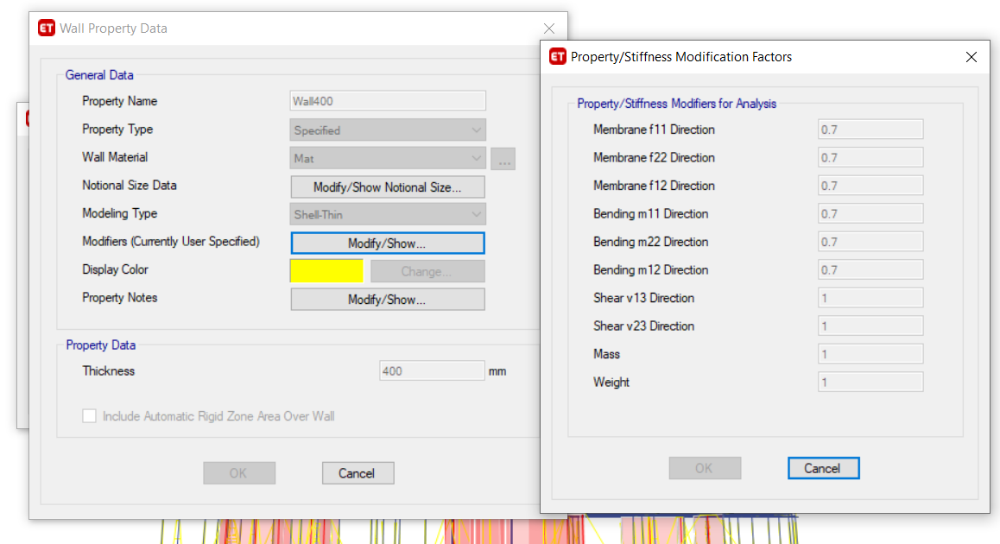 ET Wall Property Data
General Data
Property Name Wall400
Property Type Specified
Wall Material Mat ...
Notional Size Data Modify/Show Notional Size...
Modeling Type Shell-Thin
Modifiers (Currently User Specified) Modify/Show...
Display Color Change...
Property Notes Modify/Show...
Property Data
Thickness 400 mm
Include Automatic Rigid Zone Area Over Wall
OK Cancel
ET Property/Stiffness Modification Factors
Property/Stiffness Modifiers for Analysis
Membrane f11 Direction 0.7
Membrane f22 Direction 0.7
Membrane f12 Direction 0.7
Bending m11 Direction 0.7
Bending m22 Direction 0.7
Bending m12 Direction 0.7
Shear v13 Direction 1
Shear v23 Direction 1
Mass 1
Weight 1
OK Cancel